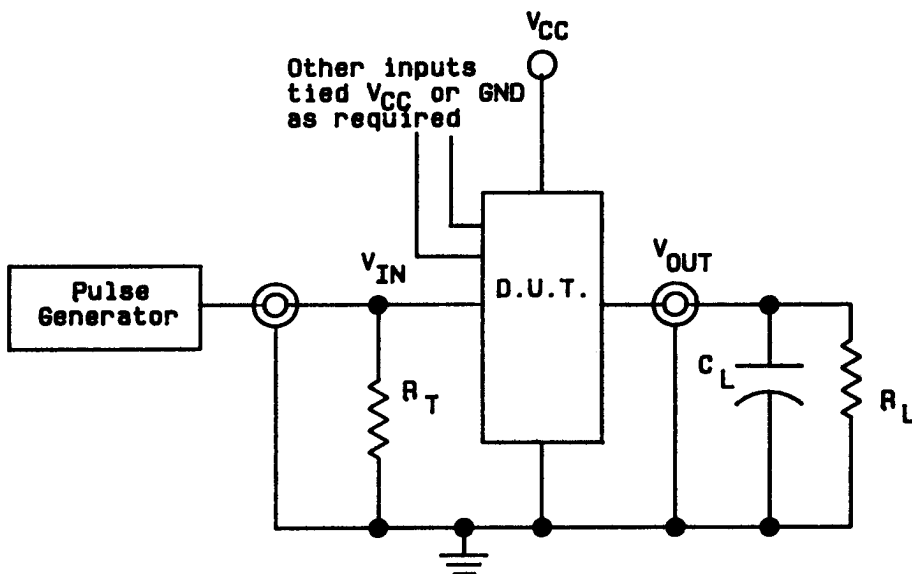 V_CC
Other inputs
tied V_CC or GND
as required
V_IN
V_OUT
Pulse
Generator
D.U.T.
R_T
C_L
R_L